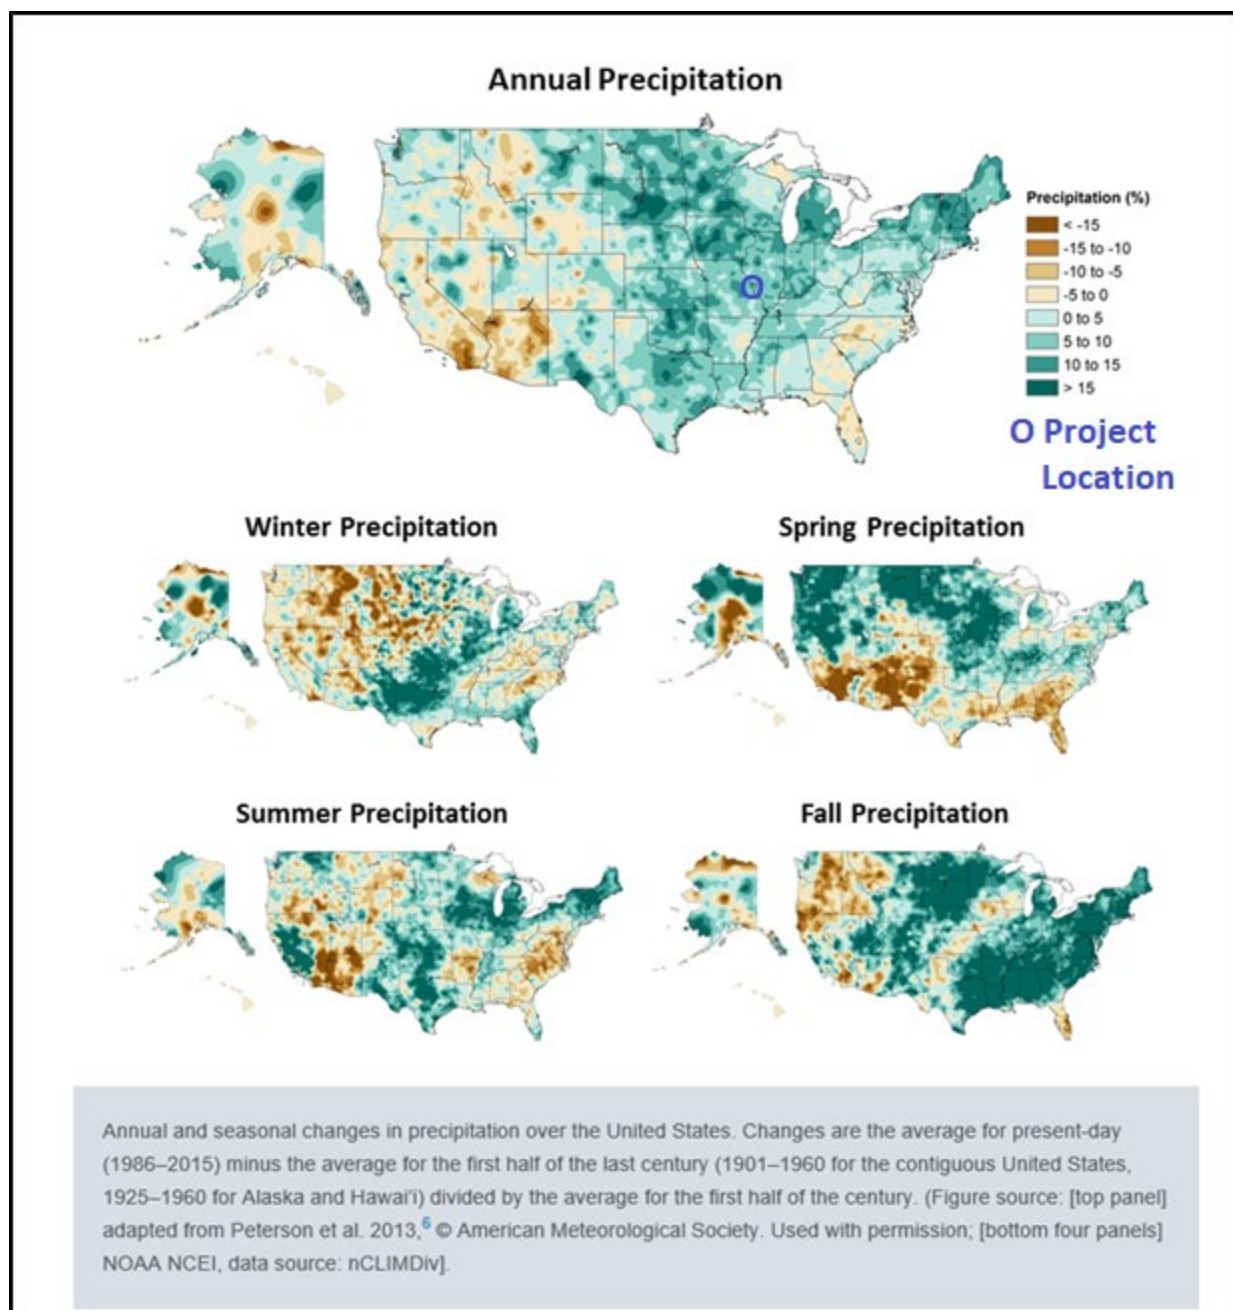 Annual Precipitation
Precipitation (%)
< -15
-15 to -10
-10 to -5
-5 to 0
0 to 5
5 to 10
10 to 15
> 15
O Project
Location
Winter Precipitation
Spring Precipitation
Summer Precipitation
Fall Precipitation
Annual and seasonal changes in precipitation over the United States. Changes are the average for present-day
(1986–2015) minus the average for the first half of the last century (1901–1960 for the contiguous United States,
1925–1960 for Alaska and Hawai'i) divided by the average for the first half of the century. (Figure source: [top panel]
adapted from Peterson et al. 2013,⁶ © American Meteorological Society. Used with permission; [bottom four panels]
NOAA NCEI, data source: nCLIMDiv].